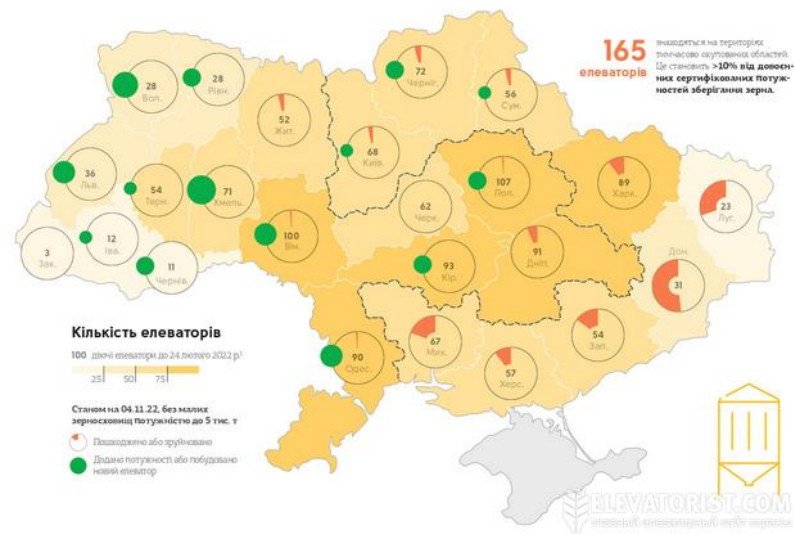 165
елеваторів
знаходяться на територіях
тимчасово окупованих областей.
Це становить >10% від довоєн-
них сертифікованих потуж-
ностей зберігання зерна.
28
Вол.
28
Рівн.
52
Жит.
72
Черніг.
56
Сум.
68
Київ.
36
Льв.
54
Терн.
71
Хмель.
100
Він.
62
Черк.
107
Пол.
89
Харк.
23
Луг.
3
Зак.
12
Іва.
11
Чернів.
93
Кір.
91
Дніп.
Дон.
31
90
Одес.
67
Мик.
57
Херс.
54
Зап.
Кількість елеваторів
100 діючі елеватори до 24 лютого 2022 р.¹
25 50 75
Станом на 04.11.22, без малих
зерносховищ потужністю до 5 тис. т
Пошкоджено або зруйновано
Додано потужності або побудовано
новий елеватор
ELEVATORIST.COM